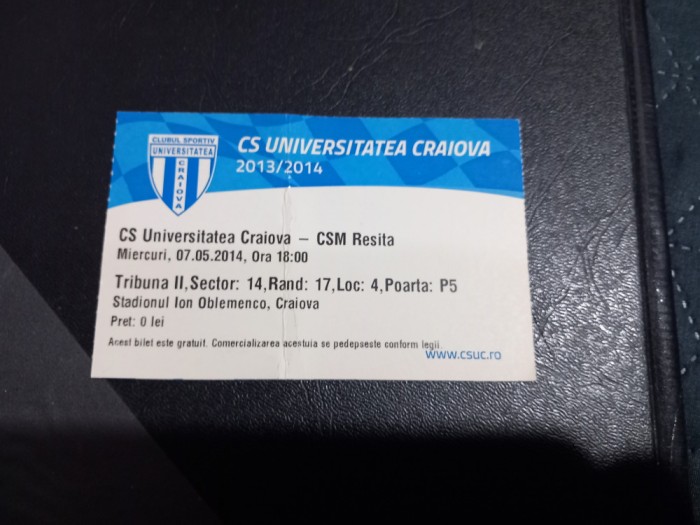 CLUBUL SPORTIV
UNIVERSITATEA
CRAIOVA
CS UNIVERSITATEA CRAIOVA
2013/2014
CS Universitatea Craiova – CSM Resita
Miercuri, 07.05.2014, Ora 18:00
Tribuna II,Sector: 14,Rand: 17,Loc: 4,Poarta: P5
Stadionul Ion Oblemenco, Craiova
Pret: 0 lei
Acest bilet este gratuit. Comercializarea acestuia se pedepseste conform legii.
www.csuc.ro